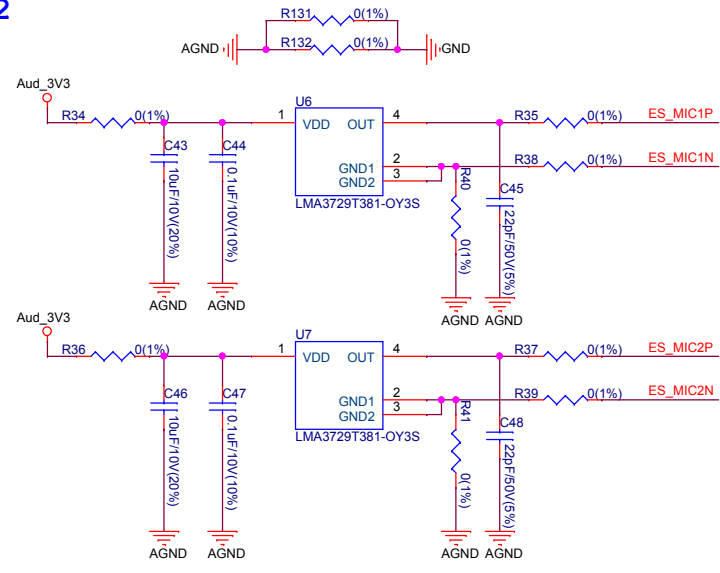 2
R131 0(1%)
AGND R132 0(1%) GND
Aud_3V3
R34 0(1%) 1 U6 4 R35 0(1%) ES_MIC1P
VDD OUT
C43 C44 GND1 2 R38 0(1%) ES_MIC1N
GND2 3 R40
10uF/10V(20%) 0.1uF/10V(10%) LMA3729T381-OY3S 0(1%) C45 22pF/50V(5%)
AGND AGND AGND AGND
Aud_3V3
R36 0(1%) 1 U7 4 R37 0(1%) ES_MIC2P
VDD OUT
C46 C47 GND1 2 R39 0(1%) ES_MIC2N
GND2 3 R41
10uF/10V(20%) 0.1uF/10V(10%) LMA3729T381-OY3S 0(1%) C48 22pF/50V(5%)
AGND AGND AGND AGND